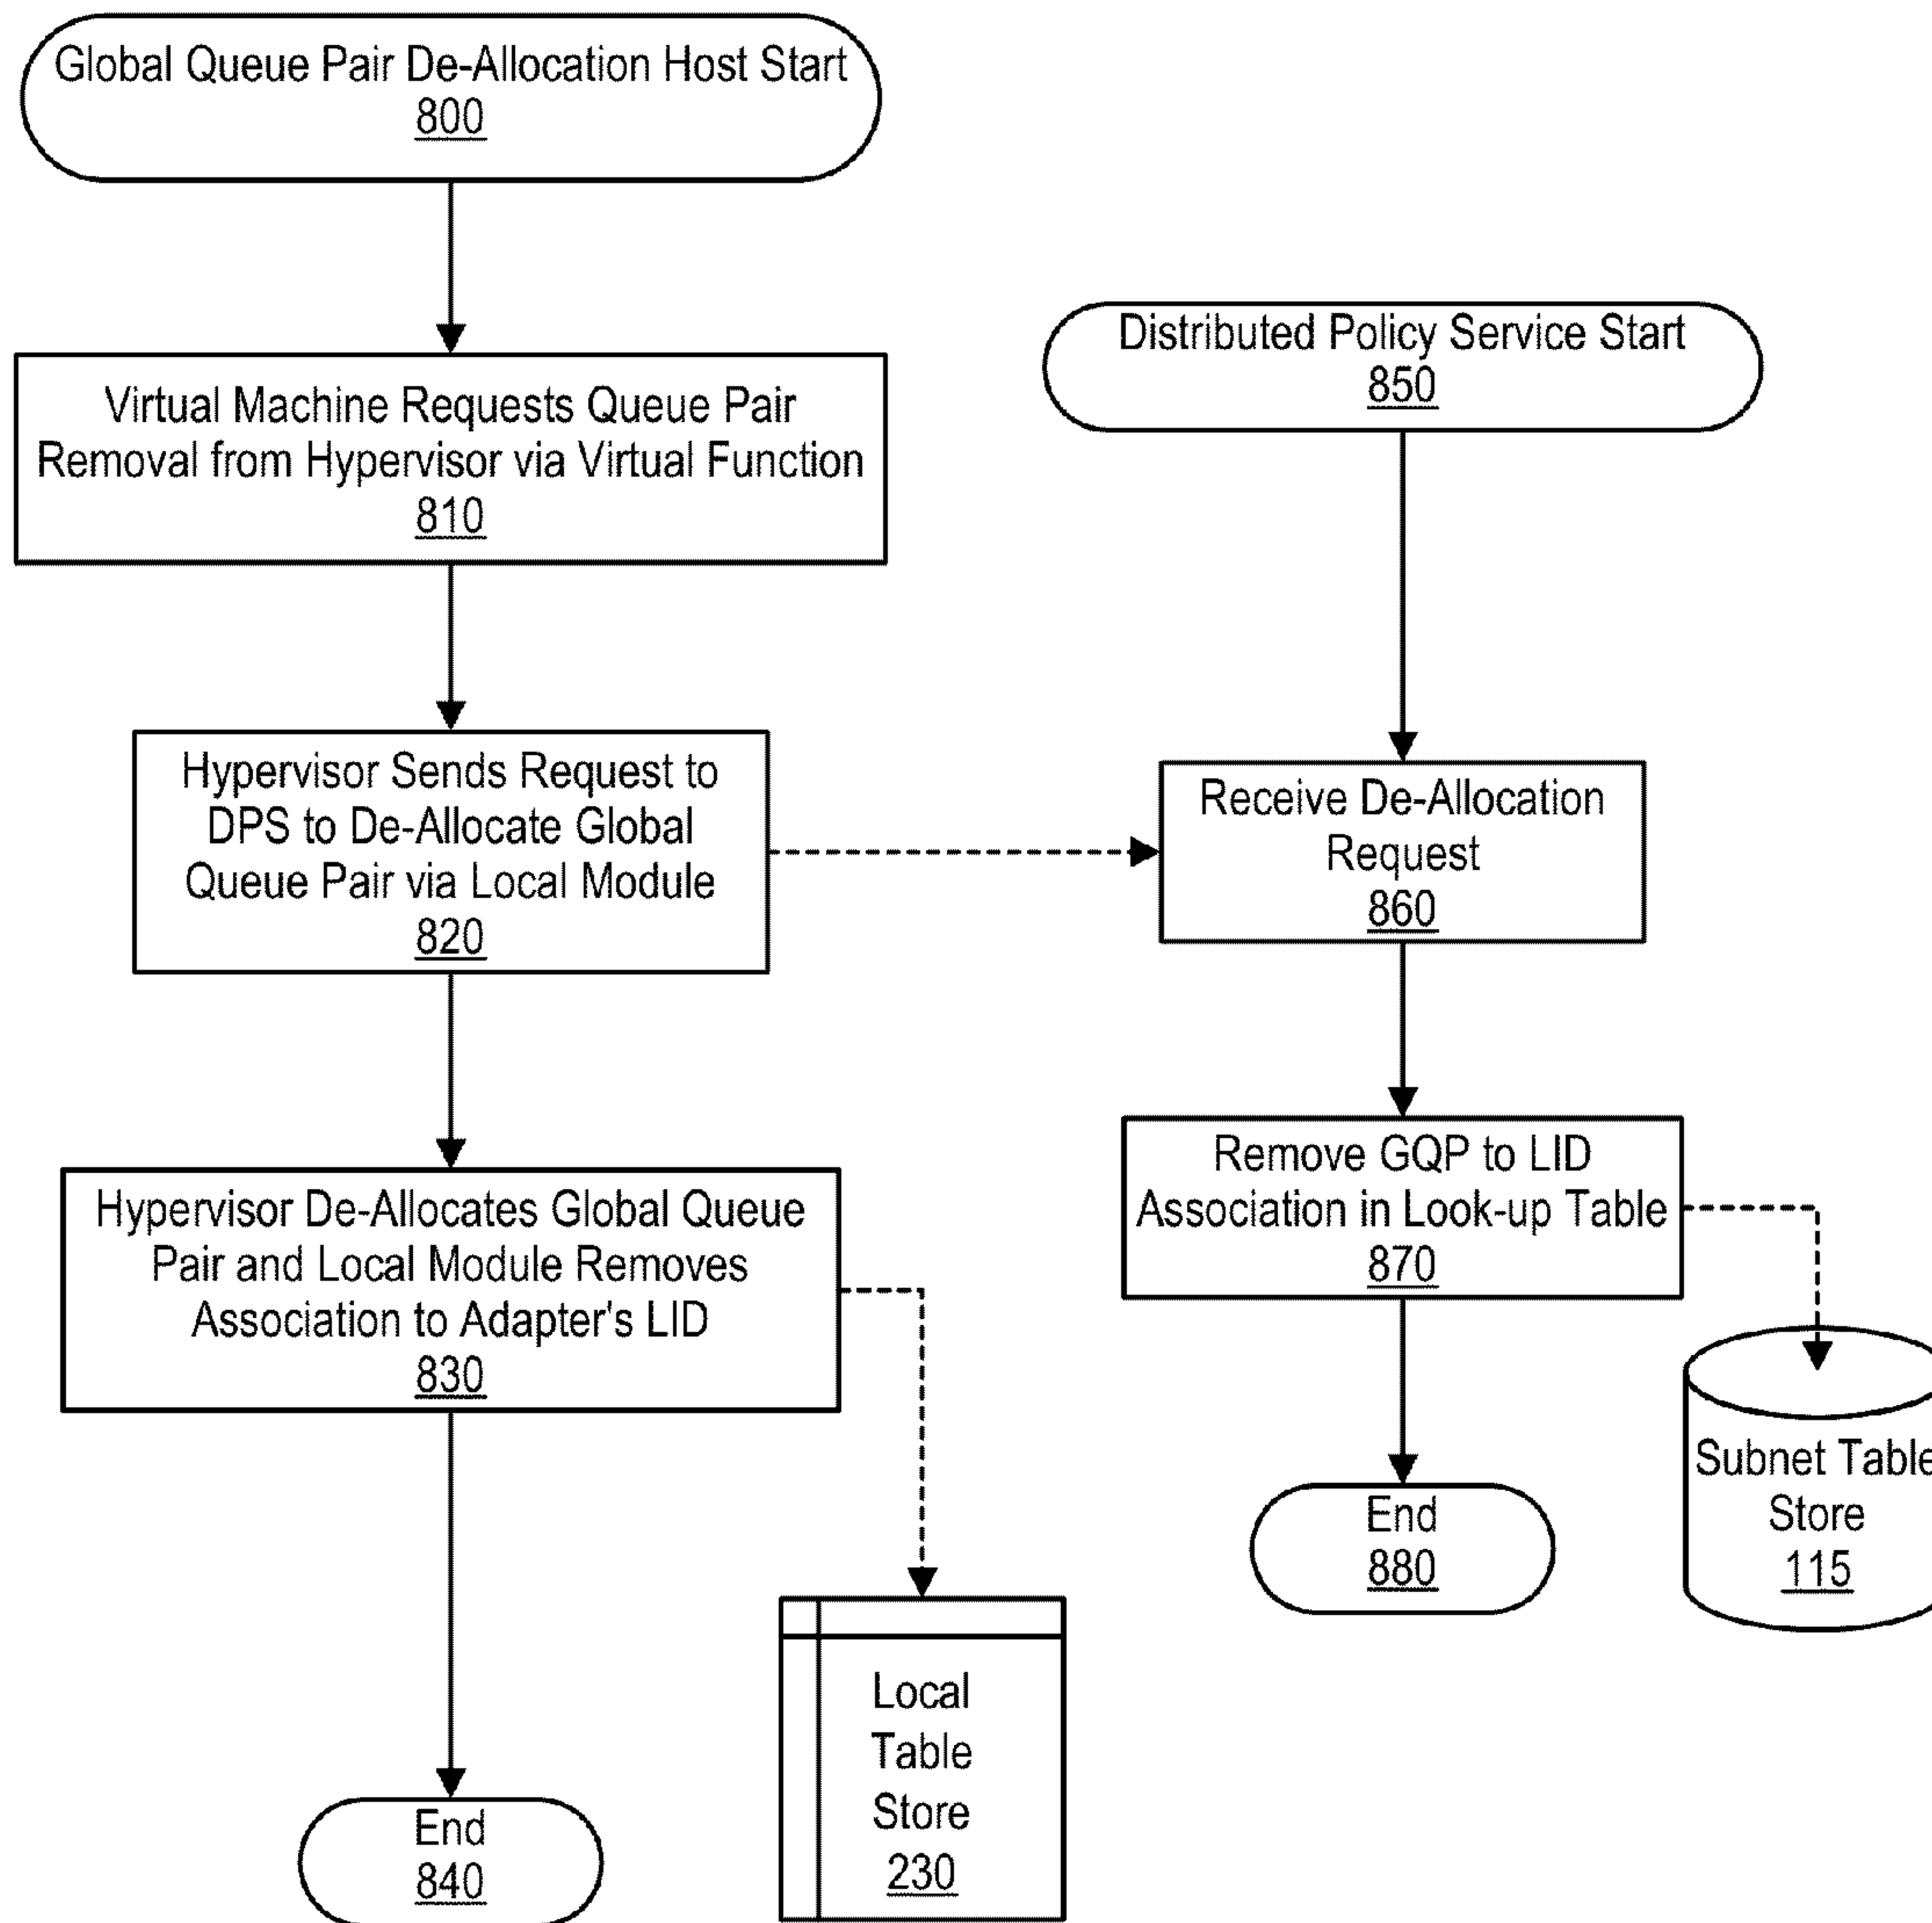 Global Queue Pair De-Allocation Host Start
800
Virtual Machine Requests Queue Pair
Removal from Hypervisor via Virtual Function
810
Hypervisor Sends Request to
DPS to De-Allocate Global
Queue Pair via Local Module
820
Hypervisor De-Allocates Global Queue
Pair and Local Module Removes
Association to Adapter's LID
830
End
840
Local
Table
Store
230
Distributed Policy Service Start
850
Receive De-Allocation
Request
860
Remove GQP to LID
Association in Look-up Table
870
End
880
Subnet Table
Store
115